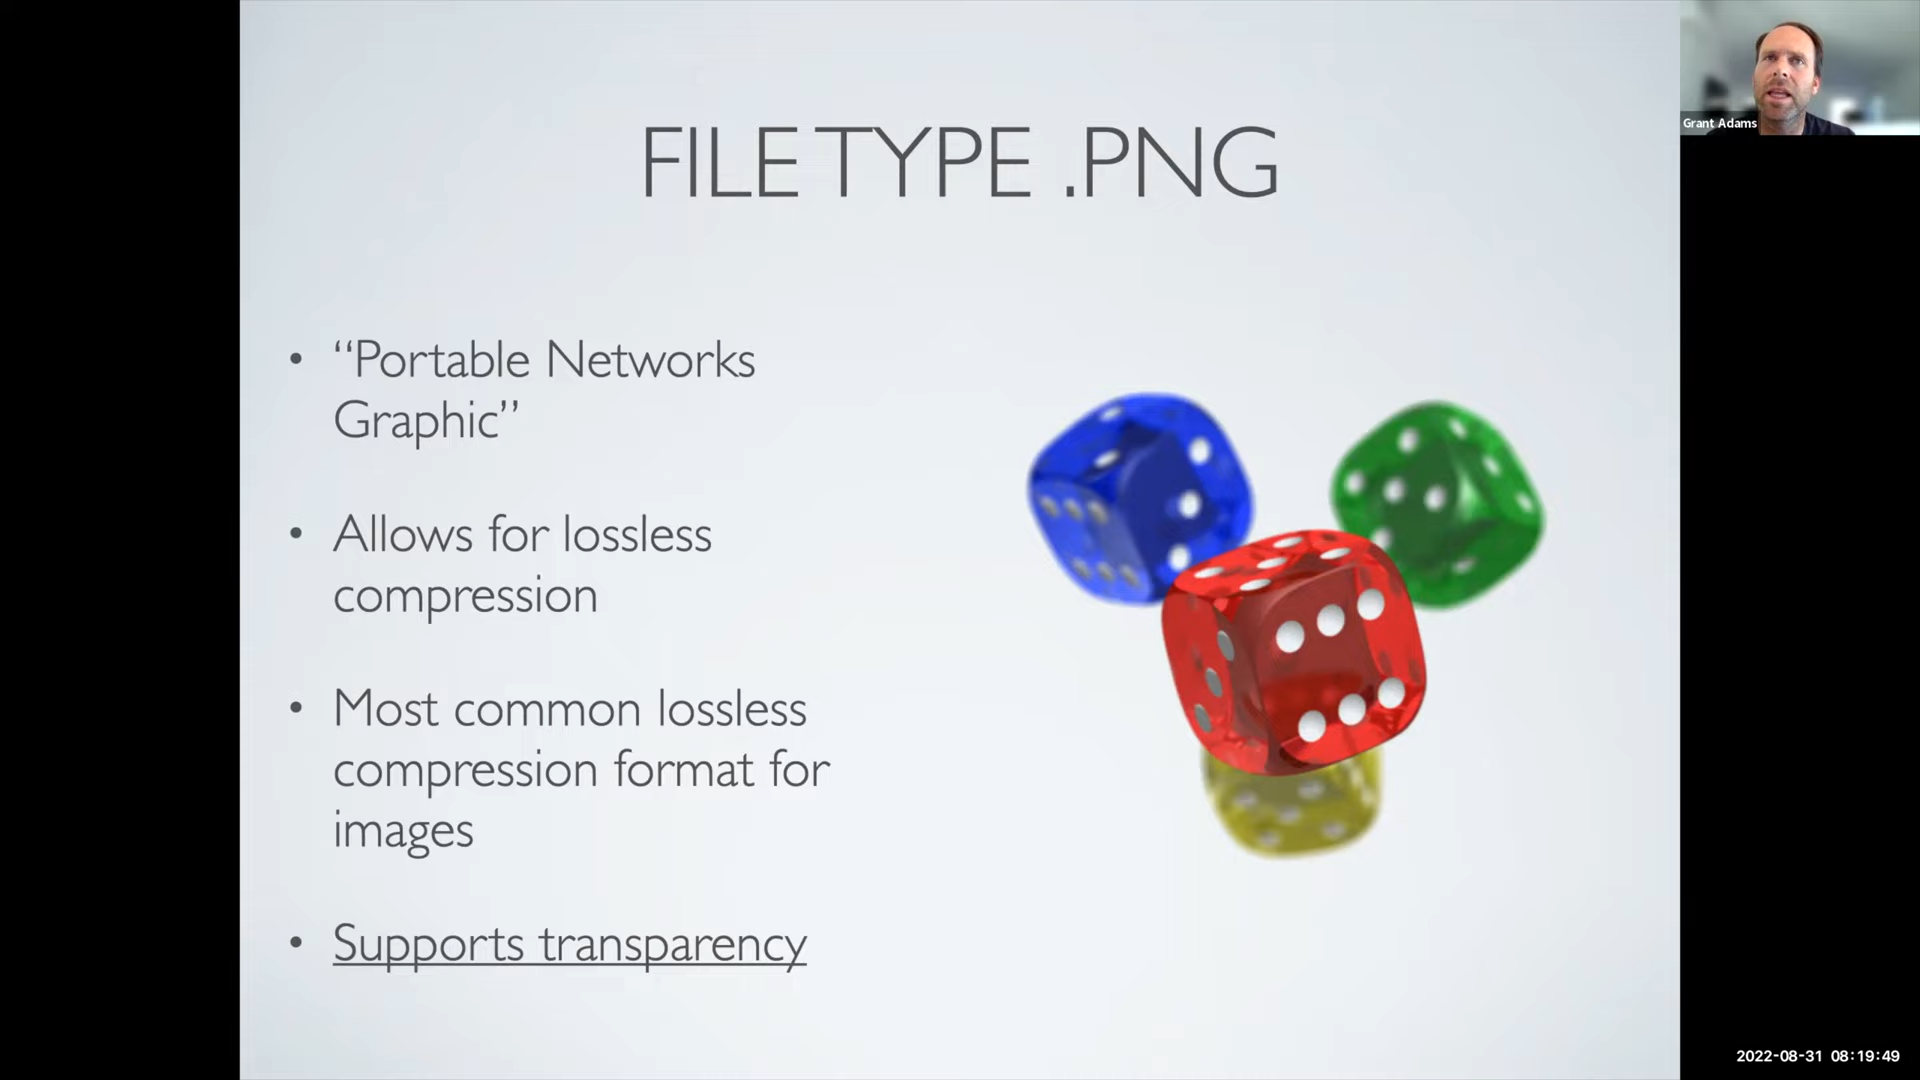 FILE TYPE .PNG
Grant Adams
• “Portable Networks
Graphic”
• Allows for lossless
compression
• Most common lossless
compression format for
images
• Supports transparency
2022-08-31 08:19:49